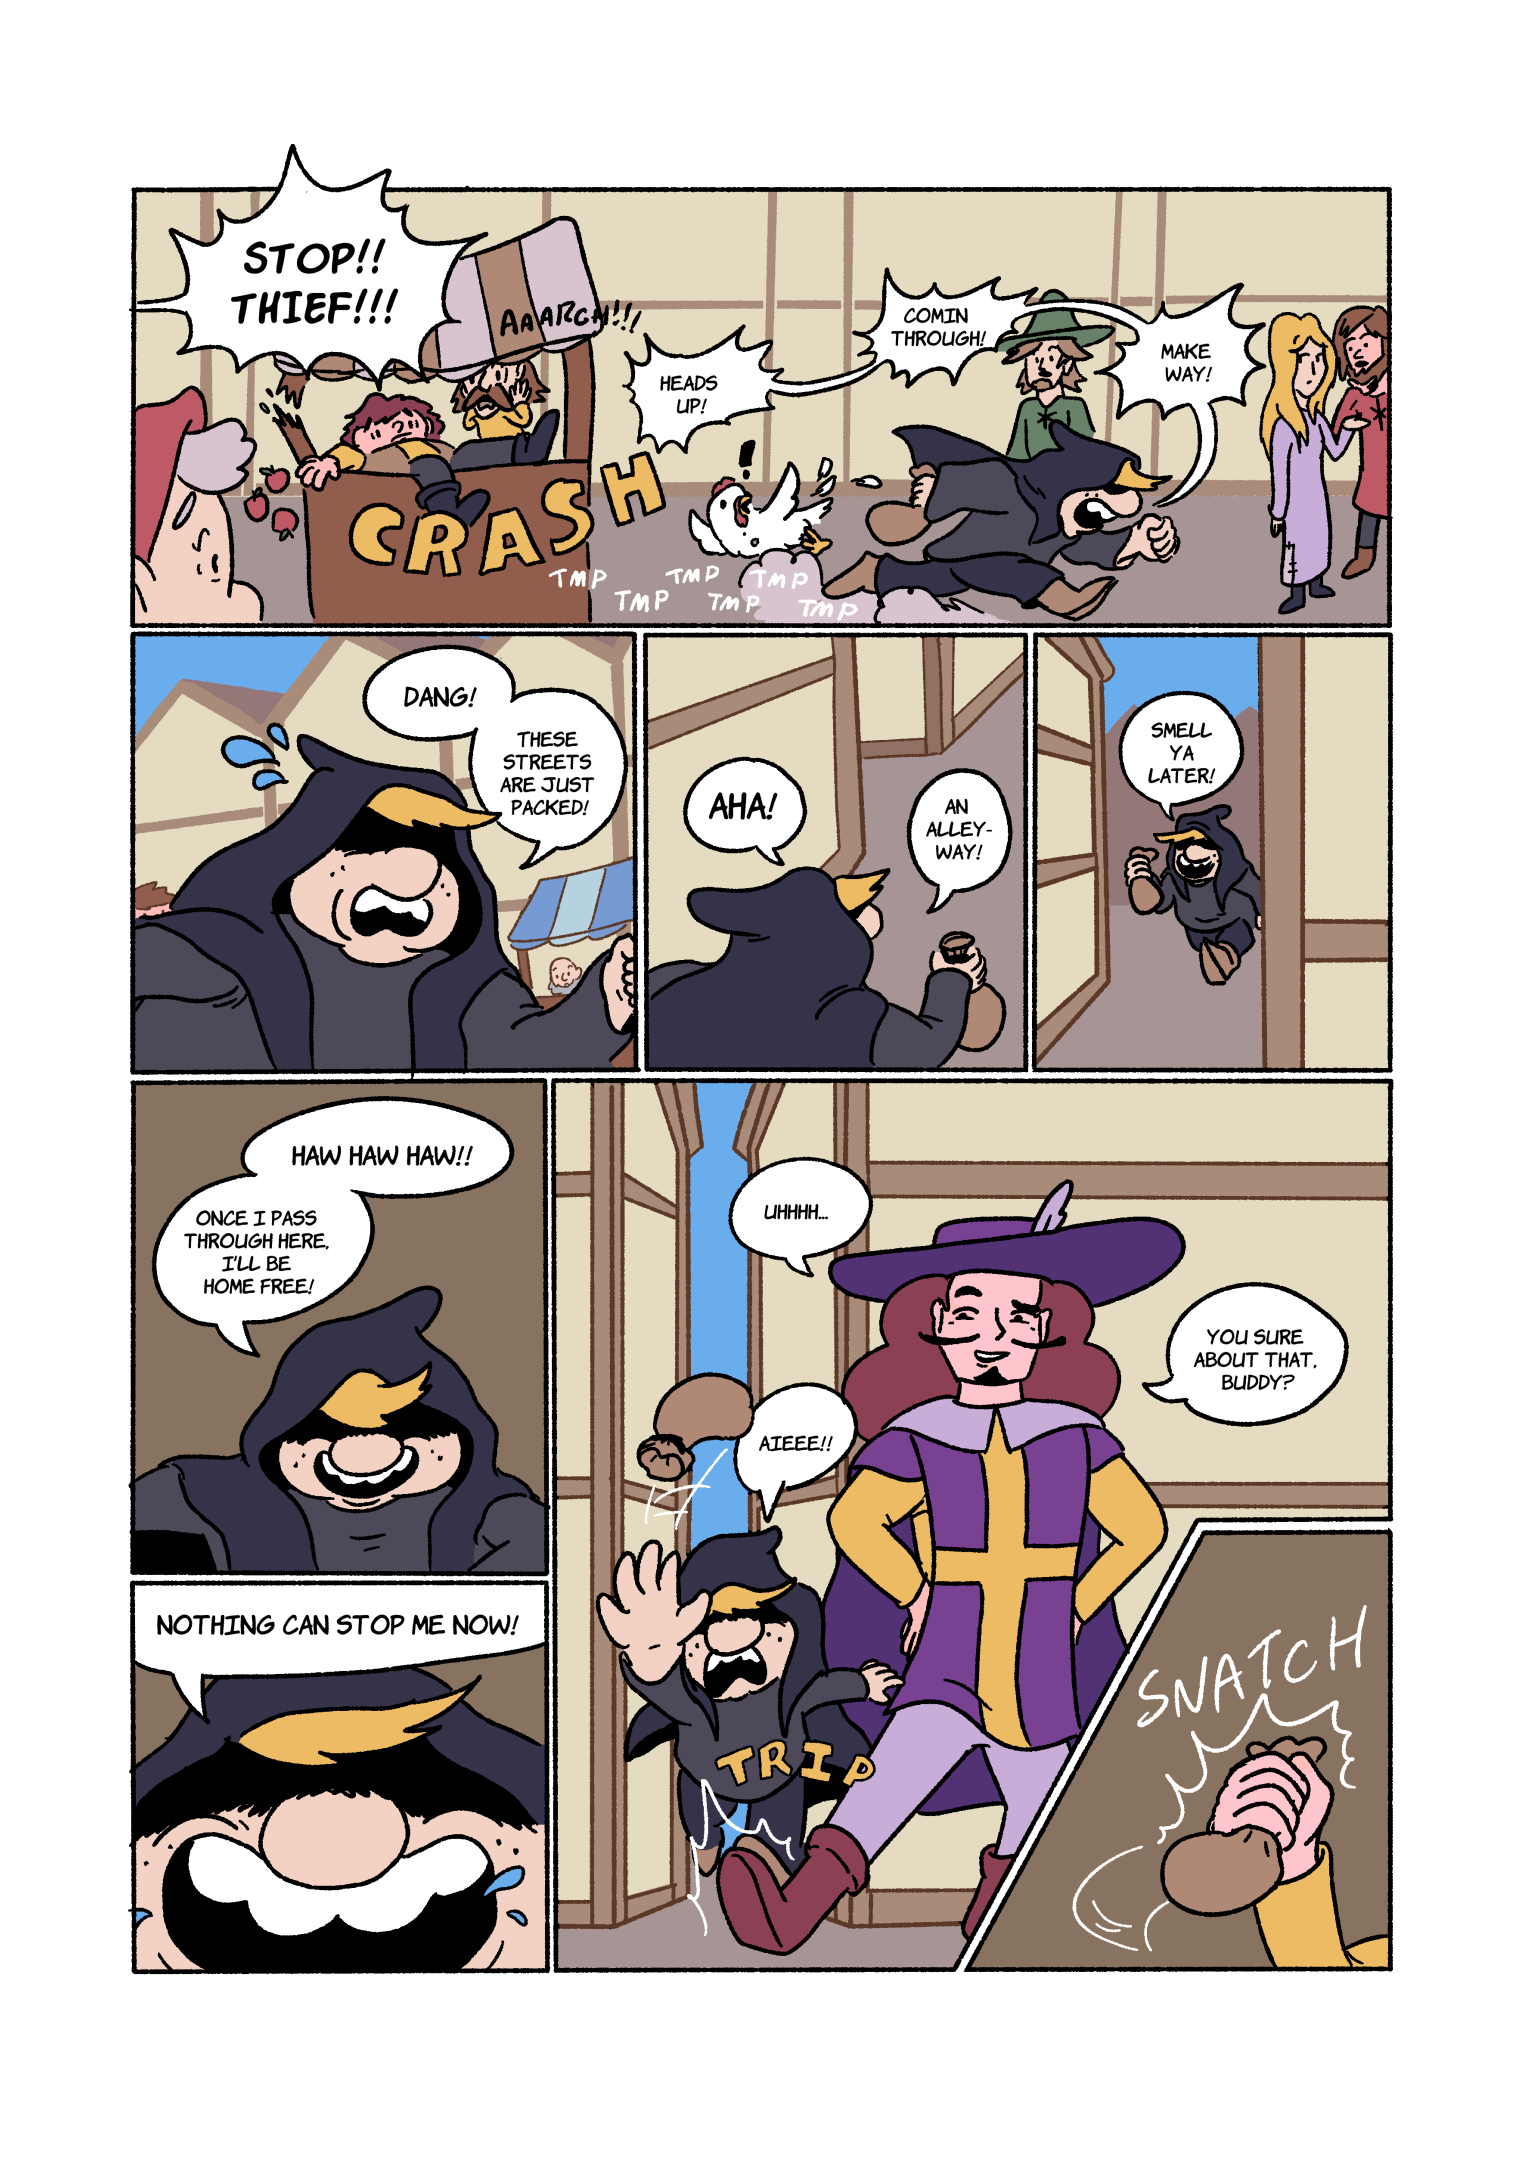 STOP!!
THIEF!!!
AAARCH!!!
CRASH
HEADS
UP!
!
COMIN
THROUGH!
MAKE
WAY!
TMP
TMP
TMP
TMP
TMP
TMP
DANG!
THESE
STREETS
ARE JUST
PACKED!
AHA!
AN
ALLEY-
WAY!
SMELL
YA
LATER!
HAW HAW HAW!!
ONCE I PASS
THROUGH HERE,
I'LL BE
HOME FREE!
NOTHING CAN STOP ME NOW!
UHHHH...
YOU SURE
ABOUT THAT,
BUDDY?
AIEEE!!
TRIP
SNATCH